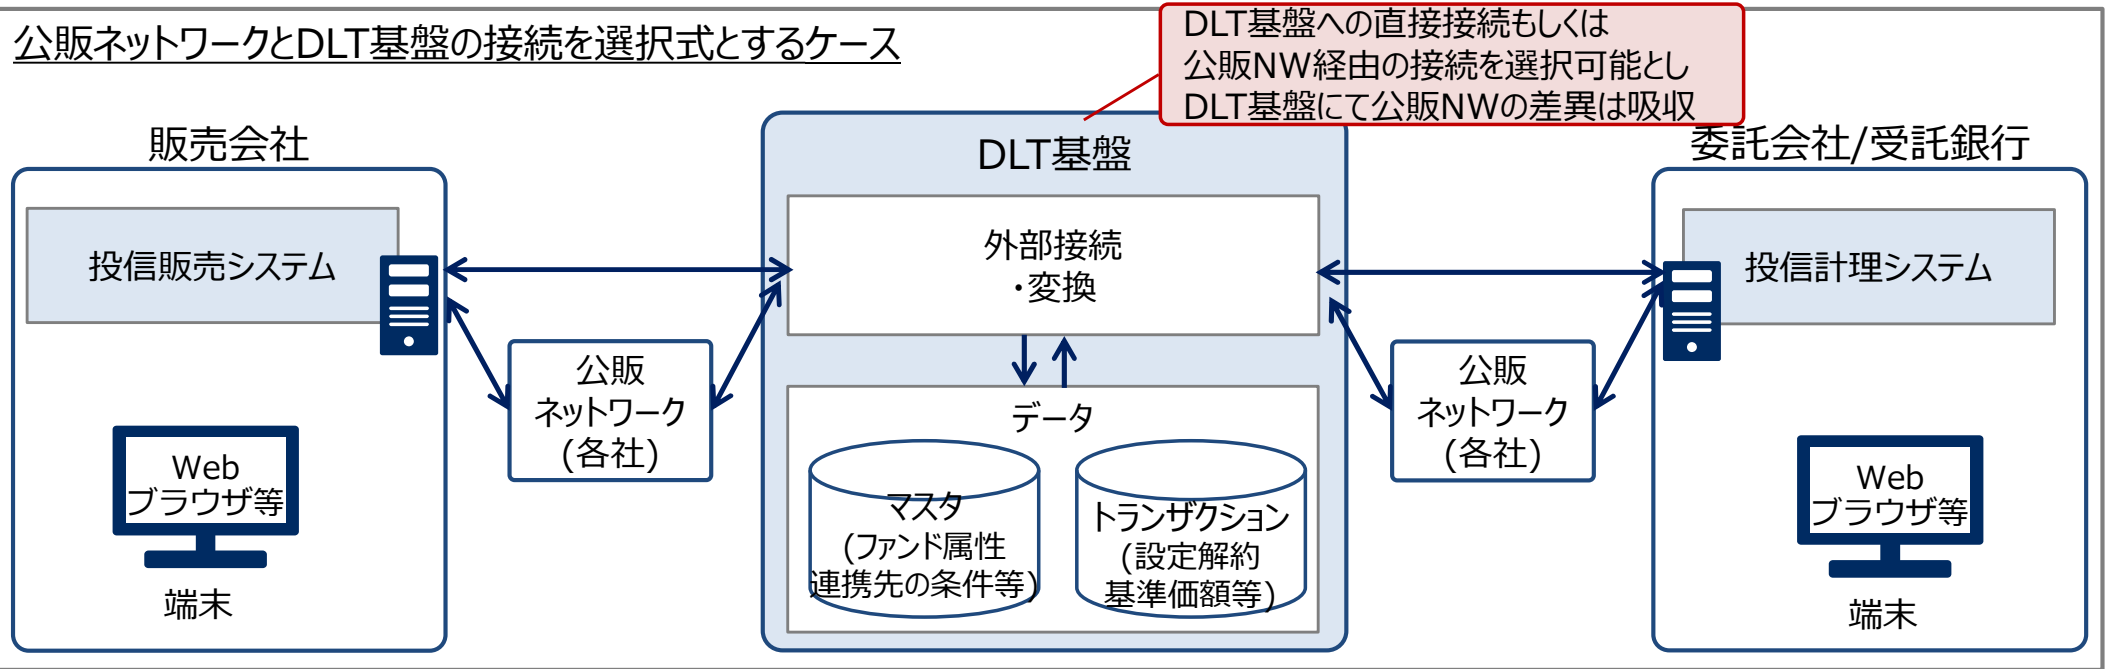 公販ネットワークとDLT基盤の接続を選択式とするケース
DLT基盤への直接接続もしくは
公販NW経由の接続を選択可能とし
DLT基盤にて公販NWの差異は吸収
販売会社
投信販売システム
Web
ブラウザ等
端末
公販
ネットワーク
(各社)
DLT基盤
外部接続
・変換
データ
マスタ
(ファンド属性
連携先の条件等)
トランザクション
(設定解約
基準価額等)
公販
ネットワーク
(各社)
委託会社/受託銀行
投信計理システム
Web
ブラウザ等
端末